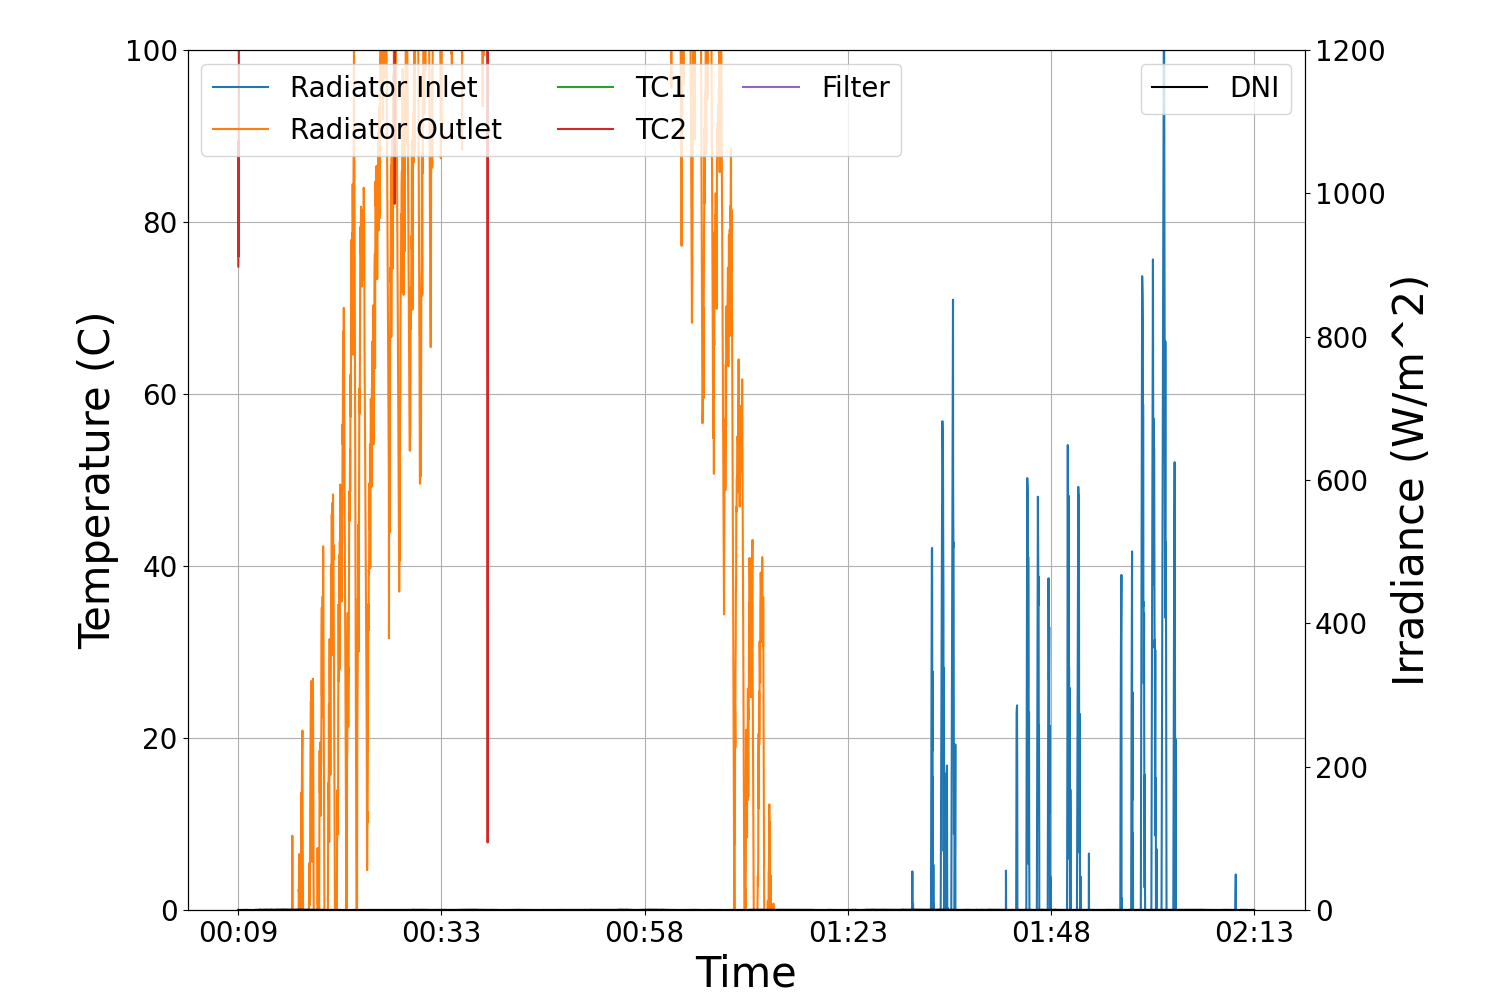 Radiator Inlet
Radiator Outlet
TC1
TC2
Filter
DNI
Temperature (C)
100
80
60
40
20
0
1200
1000
800
600
400
200
0
Irradiance (W/m^2)
00:09
00:33
00:58
01:23
01:48
02:13
Time